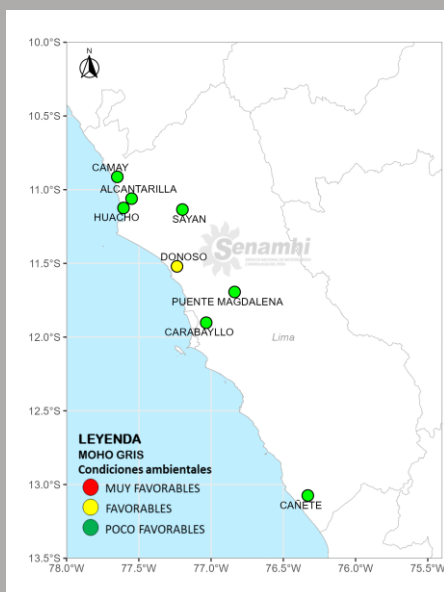 N
10.0°S
10.5°S
11.0°S
11.5°S
12.0°S
12.5°S
13.0°S
13.5°S
78.0°W
77.5°W
77.0°W
76.5°W
76.0°W
75.5°W
CAMAY
ALCANTARILLA
HUACHO
SAYAN
Senamhi
DONOSO
PUENTE MAGDALENA
CARABAYLLO
Lima
CAÑETE
LEYENDA
MOHO GRIS
Condiciones ambientales
MUY FAVORABLES
FAVORABLES
POCO FAVORABLES